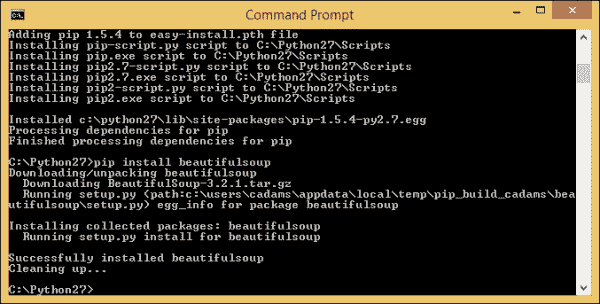 Command Prompt
Adding pip 1.5.4 to easy-install.pth file
Installing pip-script.py script to C:\Python27\Scripts
Installing pip.exe script to C:\Python27\Scripts
Installing pip2.7-script.py script to C:\Python27\Scripts
Installing pip2.7.exe script to C:\Python27\Scripts
Installing pip2-script.py script to C:\Python27\Scripts
Installing pip2.exe script to C:\Python27\Scripts
Installed c:\python27\lib\site-packages\pip-1.5.4-py2.7.egg
Processing dependencies for pip
Finished processing dependencies for pip
C:\Python27>pip install beautifulsoup
Downloading/unpacking beautifulsoup
Downloading BeautifulSoup-3.2.1.tar.gz
Running setup.py (path:c:\users\cadams\appdata\local\temp\pip_build_cadams\bea
utifulsoup\setup.py) egg_info for package beautifulsoup
Installing collected packages: beautifulsoup
Running setup.py install for beautifulsoup
Successfully installed beautifulsoup
Cleaning up...
C:\Python27>